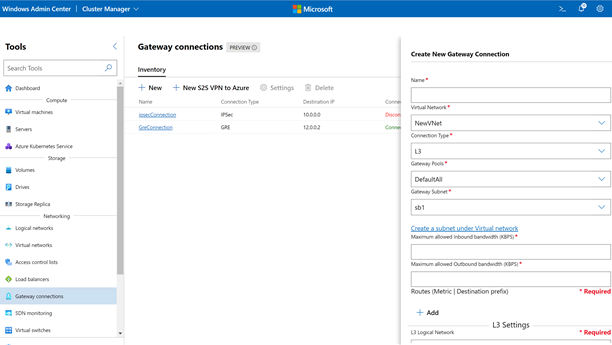 Windows Admin Center
Cluster Manager
Microsoft
Tools
Search Tools
Dashboard
Compute
Virtual machines
Servers
Azure Kubernetes Service
Storage
Volumes
Drives
Storage Replica
Networking
Logical networks
Virtual networks
Access control lists
Load balancers
Gateway connections
SDN monitoring
Virtual switches
Gateway connections PREVIEW
Inventory
New New S2S VPN to Azure Settings Delete
Name Connection Type Destination IP Connec
IPSec 10.0.0.0 Discon
GreConnection GRE 12.0.0.2 Conne
Create New Gateway Connection
Name *
Virtual Network *
NewVNet
Connection Type *
L3
Gateway Pools *
DefaultAll
Gateway Subnet *
sb1
Create a subnet under Virtual network
Maximum allowed Inbound bandwidth (KBPS) *
Maximum allowed Outbound bandwidth (KBPS) *
Routes (Metric | Destination prefix) * Required
Add
L3 Settings
L3 Logical Network * Required